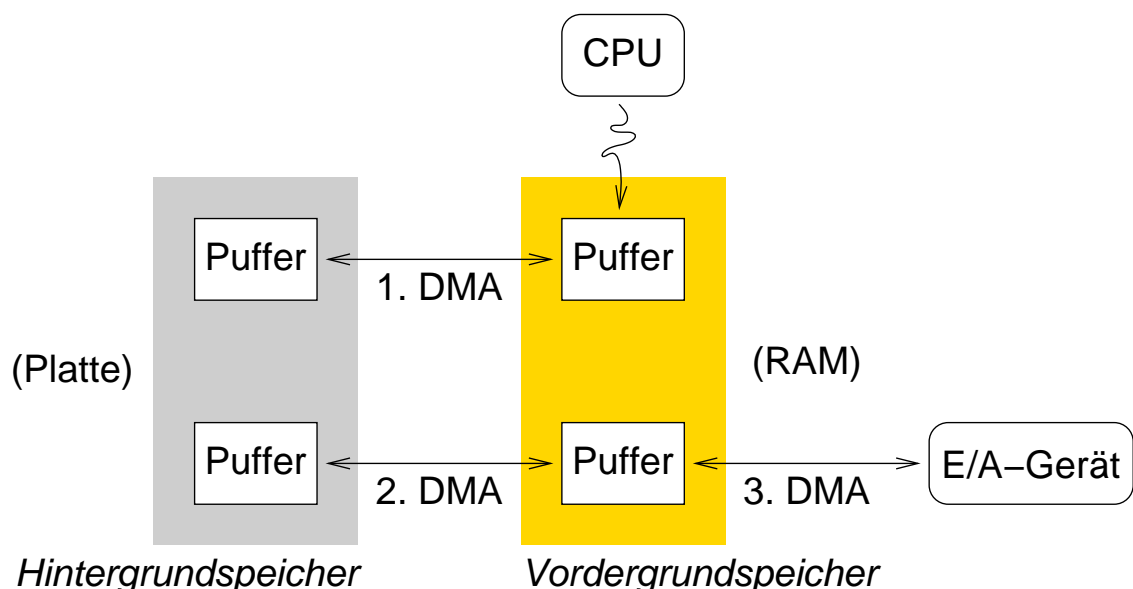 CPU
Puffer
Puffer
1. DMA
(Platte)
(RAM)
Puffer
Puffer
E/A–Gerät
2. DMA
3. DMA
Hintergrundspeicher
Vordergrundspeicher